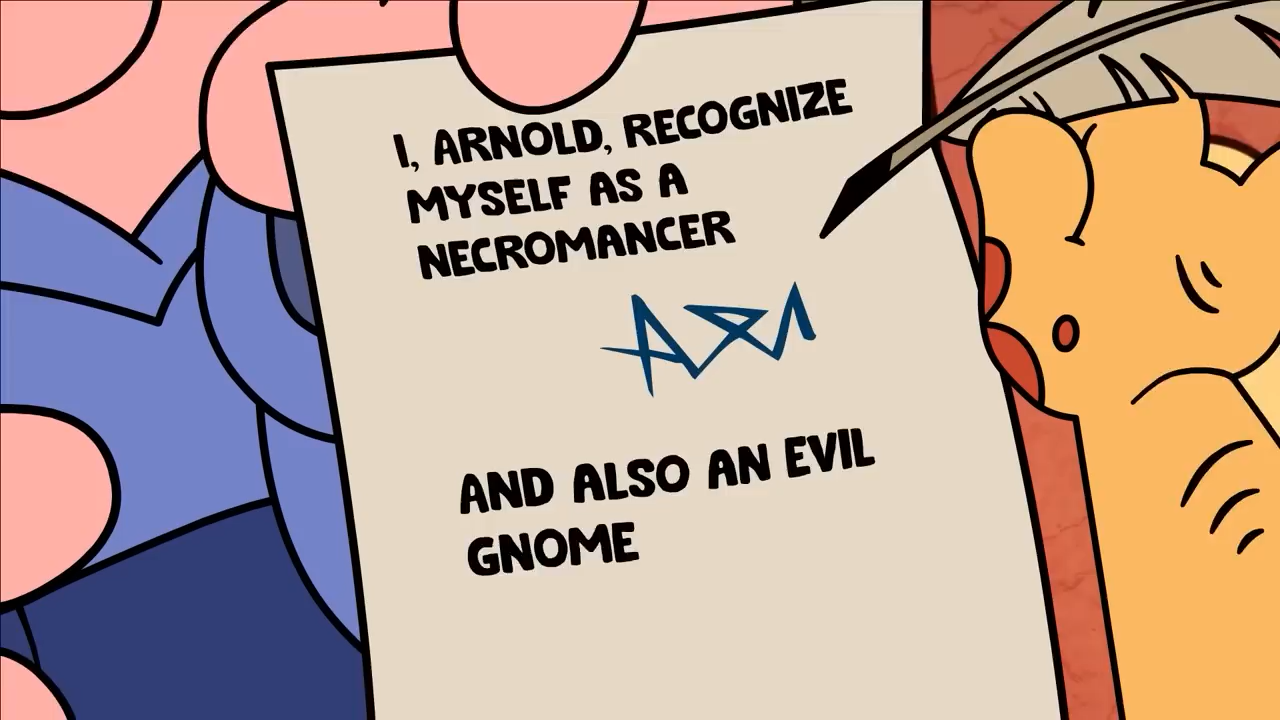 I, ARNOLD, RECOGNIZE
MYSELF AS A
NECROMANCER
AND ALSO AN EVIL
GNOME